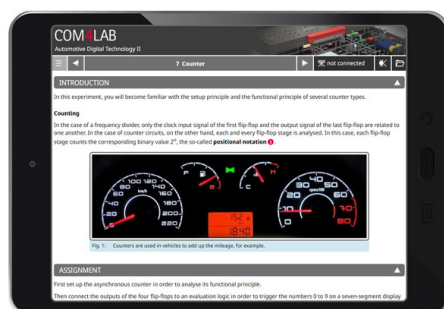 COM4LAB
Automotive Digital Technology II
7 Counter
not connected
INTRODUCTION
In this experiment, you will become familiar with the setup principle and the functional principle of several counter types.
Counting
In the case of a frequency divider, only the clock input signal of the first flip-flop and the output signal of the last flip-flop are related to
one another. In the case of counter circuits, on the other hand, each and every flip-flop stage is analysed. In this case, each flip-flop
stage counts the corresponding binary value 2ⁿ, the so-called positional notation
Fig. 1: Counters are used in vehicles to add up the mileage, for example.
ASSIGNMENT
First set up the asynchronous counter in order to analyse its functional principle.
Then connect the outputs of the four flip-flops to an evaluation logic in order to trigger the numbers 0 to 9 on a seven-segment display